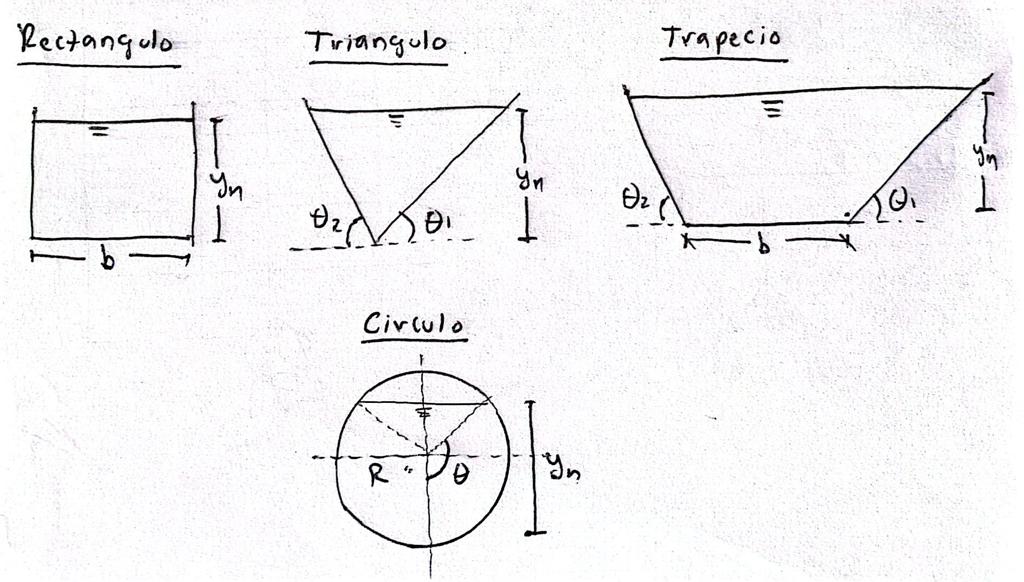 Rectangulo
Triangulo
Trapecio
yn
b
θ2
θ1
yn
θ2
θ1
yn
b
Circulo
R
θ
yn